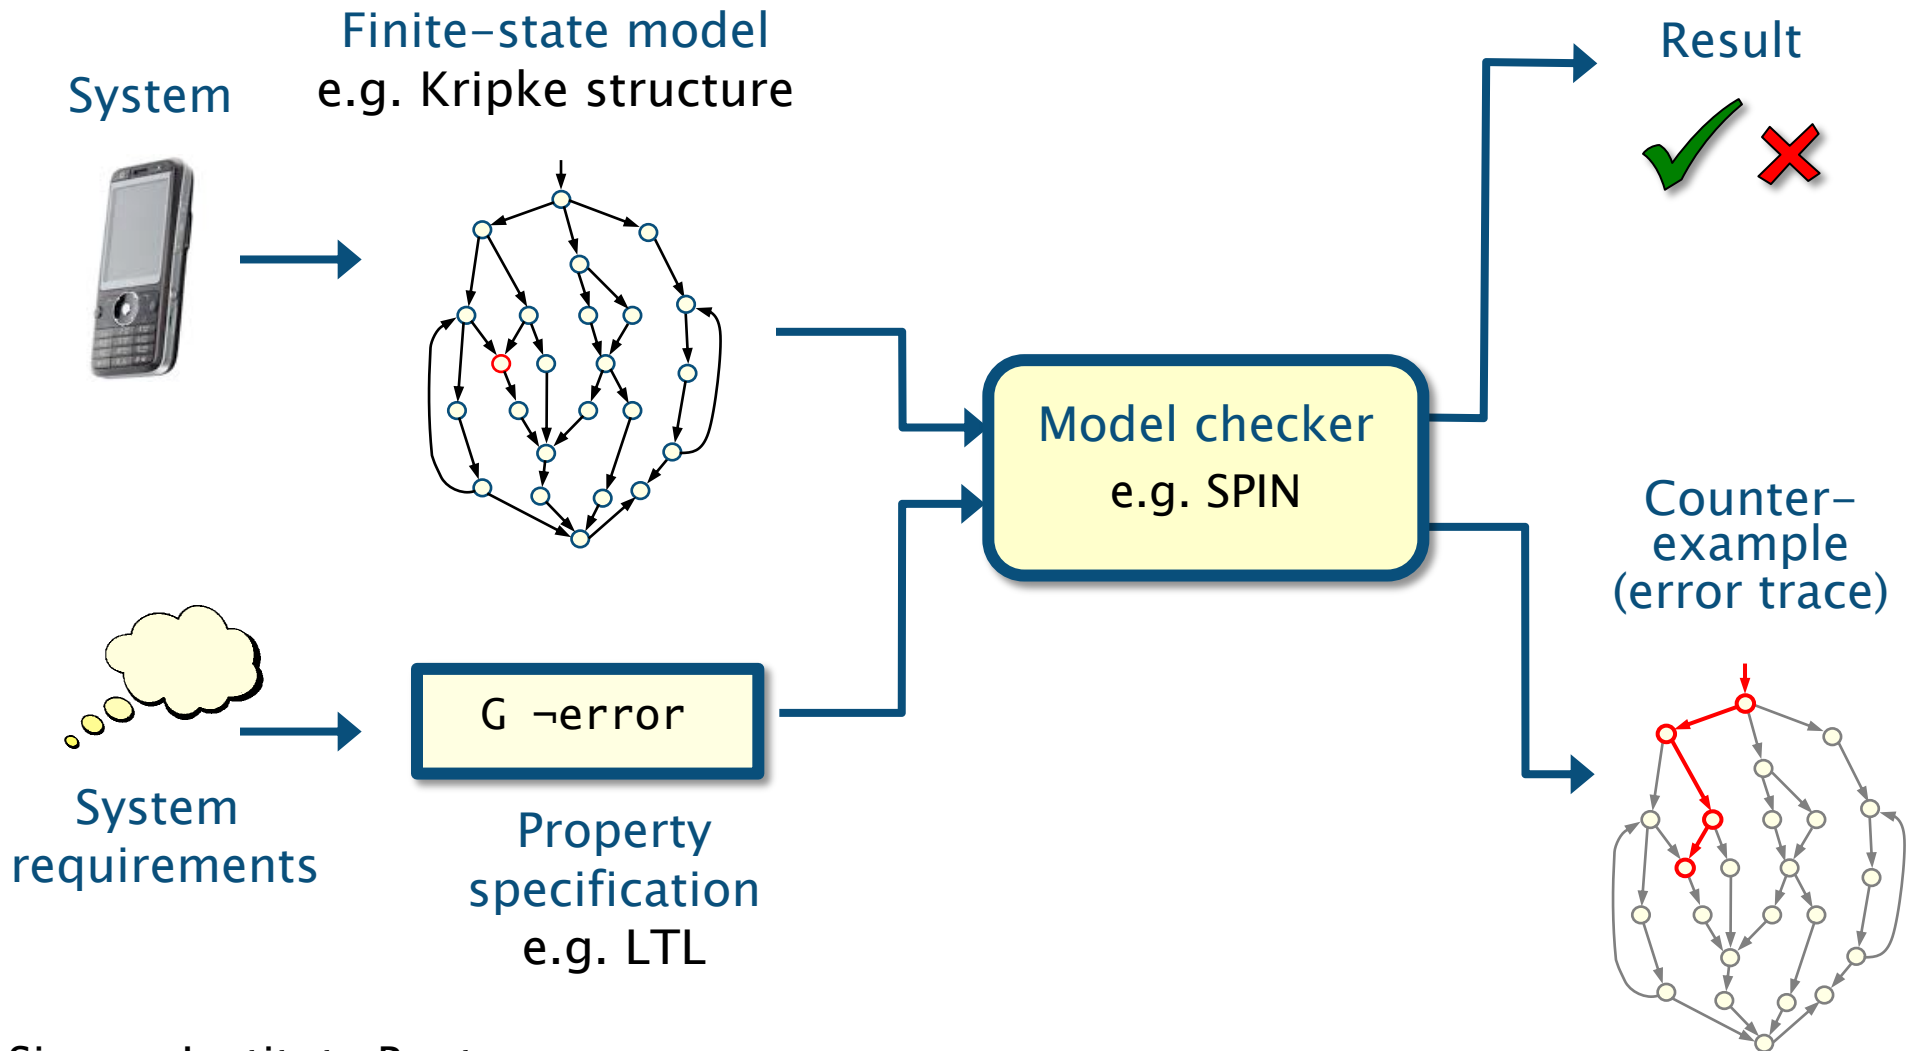 Finite-state model
e.g. Kripke structure
System
Result
Model checker
e.g. SPIN
Counter-
example
(error trace)
G ¬error
System
requirements
Property
specification
e.g. LTL